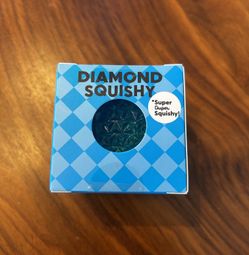 DIAMOND
SQUISHY
"Super
Duper,
Squishy!